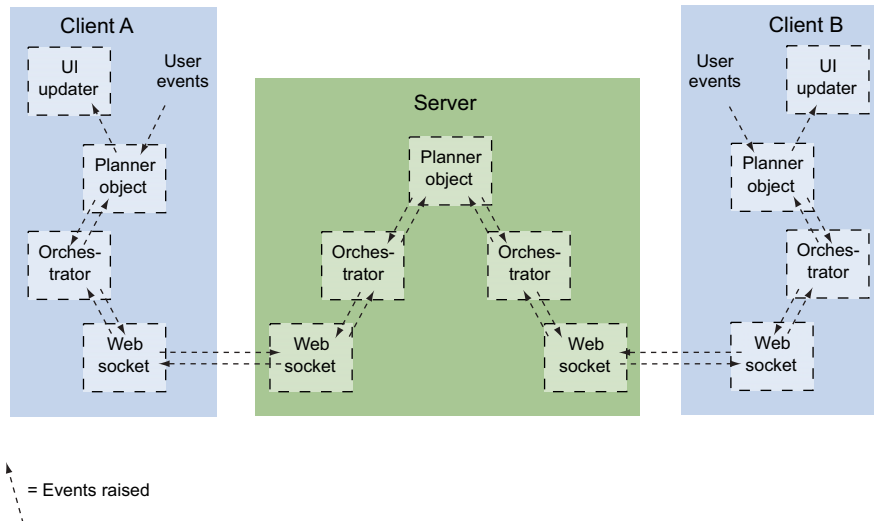 Client A
UI
updater
User
events
Planner
object
Orches-
trator
Web
socket
Server
Planner
object
Orches-
trator
Orches-
trator
Web
socket
Web
socket
Client B
User
events
UI
updater
Planner
object
Orches-
trator
Web
socket
= Events raised